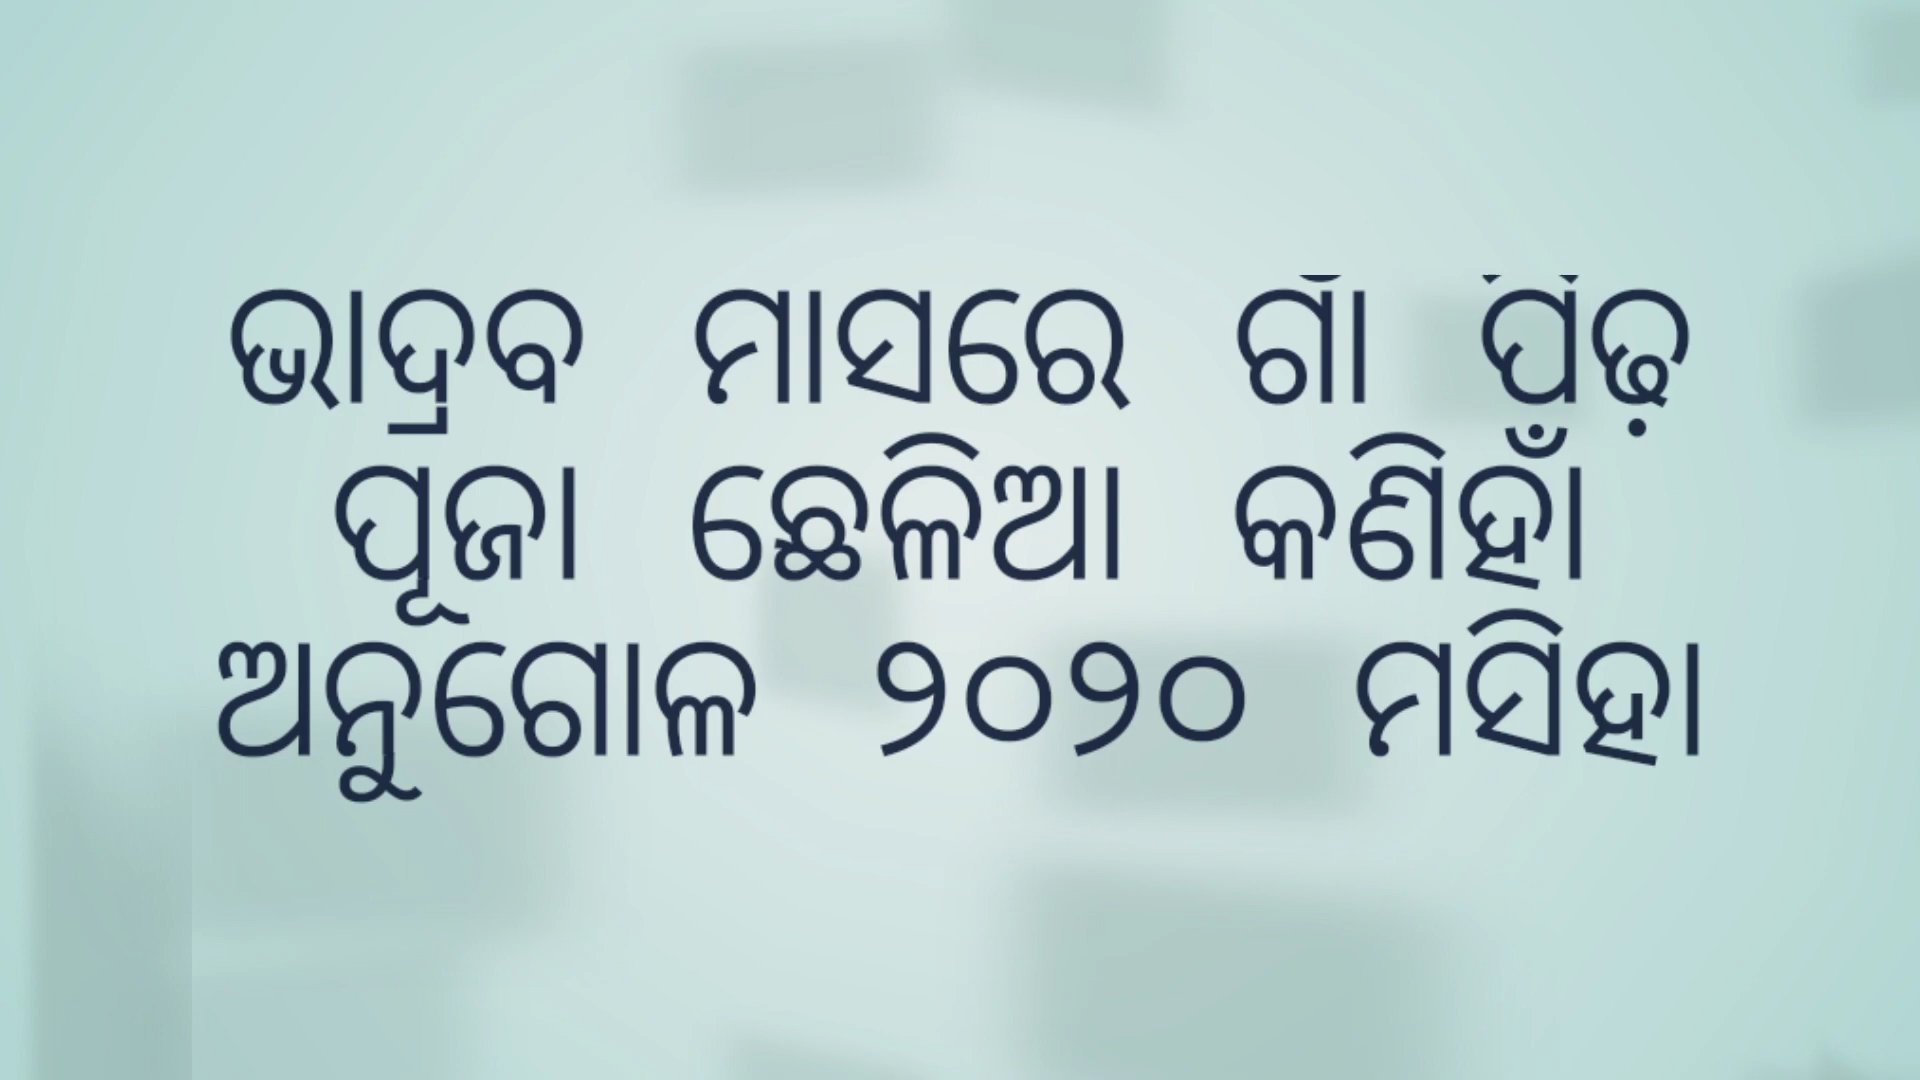 ଭାଦ୍ରବ ମାସରେ ଗାଁ ପିଢ଼
ପୂଜା ଛେଳିଆ କଣିହାଁ
ଅନୁଗୋଳ ୨୦୨୦ ମସିହା